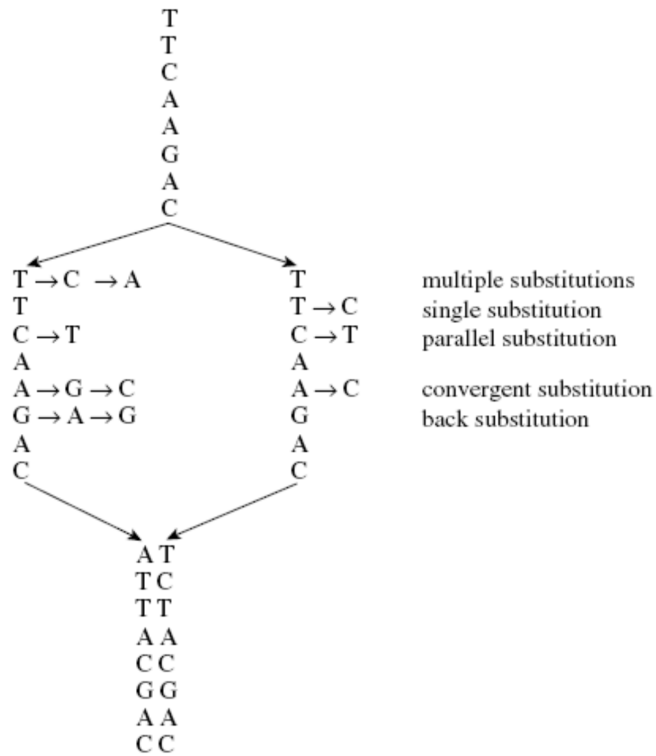 T
T
C
A
A
G
A
C
T → C → A T multiple substitutions
T T → C single substitution
C → T C → T parallel substitution
A A
A → G → C A → C convergent substitution
G → A → G G back substitution
A A
C C
A T
T C
T T
A A
C C
G G
A A
C C